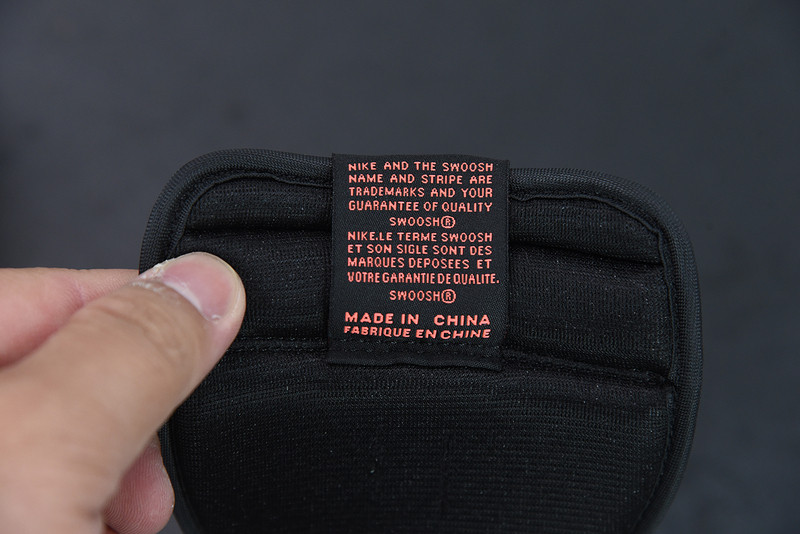 NIKE AND THE SWOOSH
NAME AND STRIPE ARE
TRADEMARKS AND YOUR
GUARANTEE OF QUALITY
SWOOSH®
NIKE.LE TERME SWOOSH
ET SON SIGLE SONT DES
MARQUES DEPOSEES ET
VOTRE GARANTIE DE QUALITE.
SWOOSH®
MADE IN CHINA
FABRIQUE EN CHINE